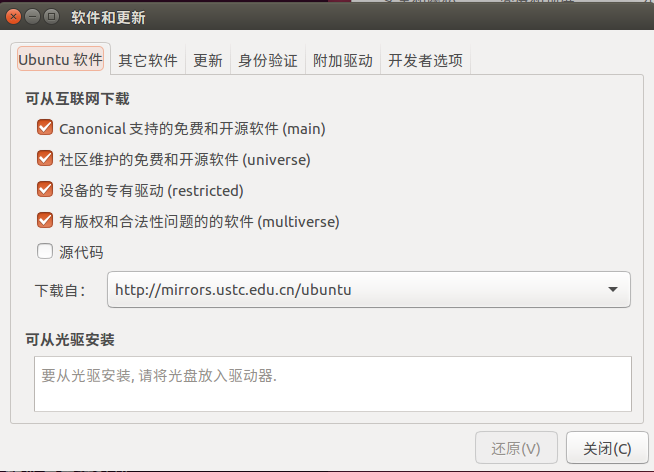 软件和更新
Ubuntu 软件 其它软件 更新 身份验证 附加驱动 开发者选项
可从互联网下载
Canonical 支持的免费和开源软件 (main)
社区维护的免费和开源软件 (universe)
设备的专有驱动 (restricted)
有版权和合法性问题的的软件 (multiverse)
源代码
下载自： http://mirrors.ustc.edu.cn/ubuntu
可从光驱安装
要从光驱安装, 请将光盘放入驱动器.
还原(V) 关闭(C)